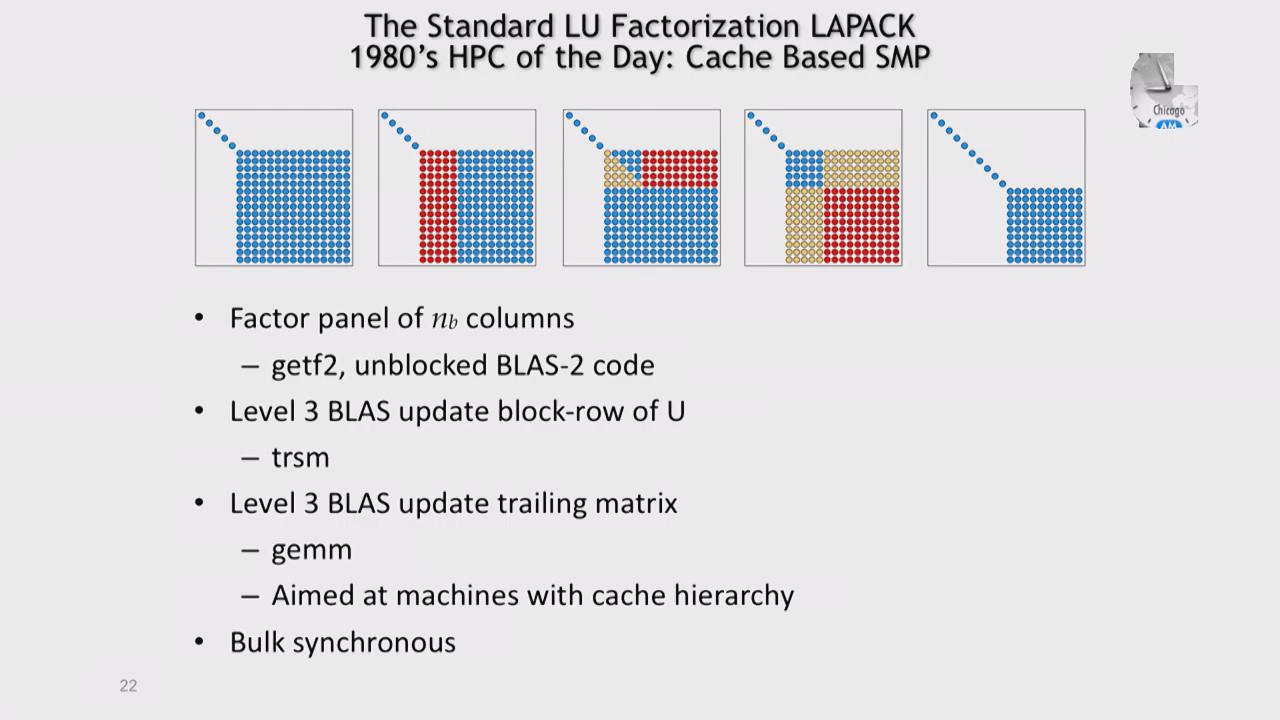 The Standard LU Factorization LAPACK
1980's HPC of the Day: Cache Based SMP
Chicago
AM
• Factor panel of nb columns
– getf2, unblocked BLAS-2 code
• Level 3 BLAS update block-row of U
– trsm
• Level 3 BLAS update trailing matrix
– gemm
– Aimed at machines with cache hierarchy
• Bulk synchronous
22